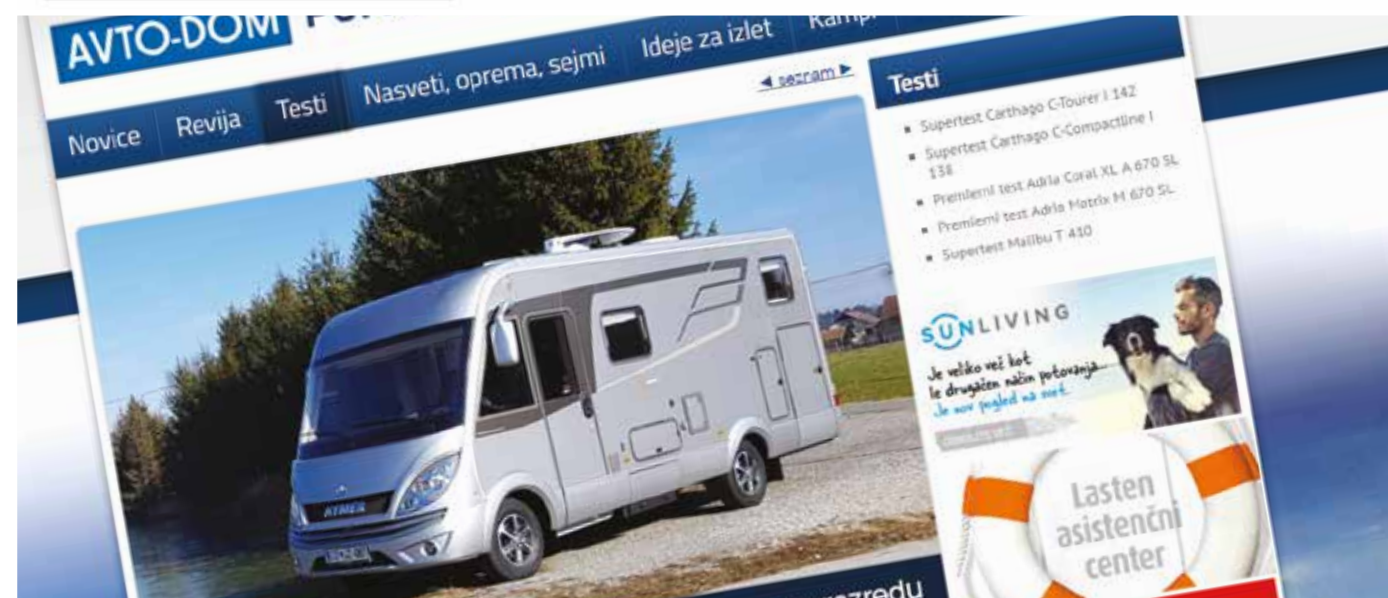 AVTO-DOM
Novice Revija Testi Nasveti, oprema, sejmi Ideje za izlet
◄ seznam ►
HYMER
Testi
▪ Supertest Carthago C-Tourer I 142
▪ Supertest Carthago C-Compactline I
138
▪ Premierni test Adria Coral XL A 670 SL
▪ Premierni test Adria Matrix M 670 SL
▪ Supertest Malibu T 410
SUNLIVING
Je veliko več kot
le drugačen način potovanja...
Je nov pogled na svet.
Lasten
asistenčni
center